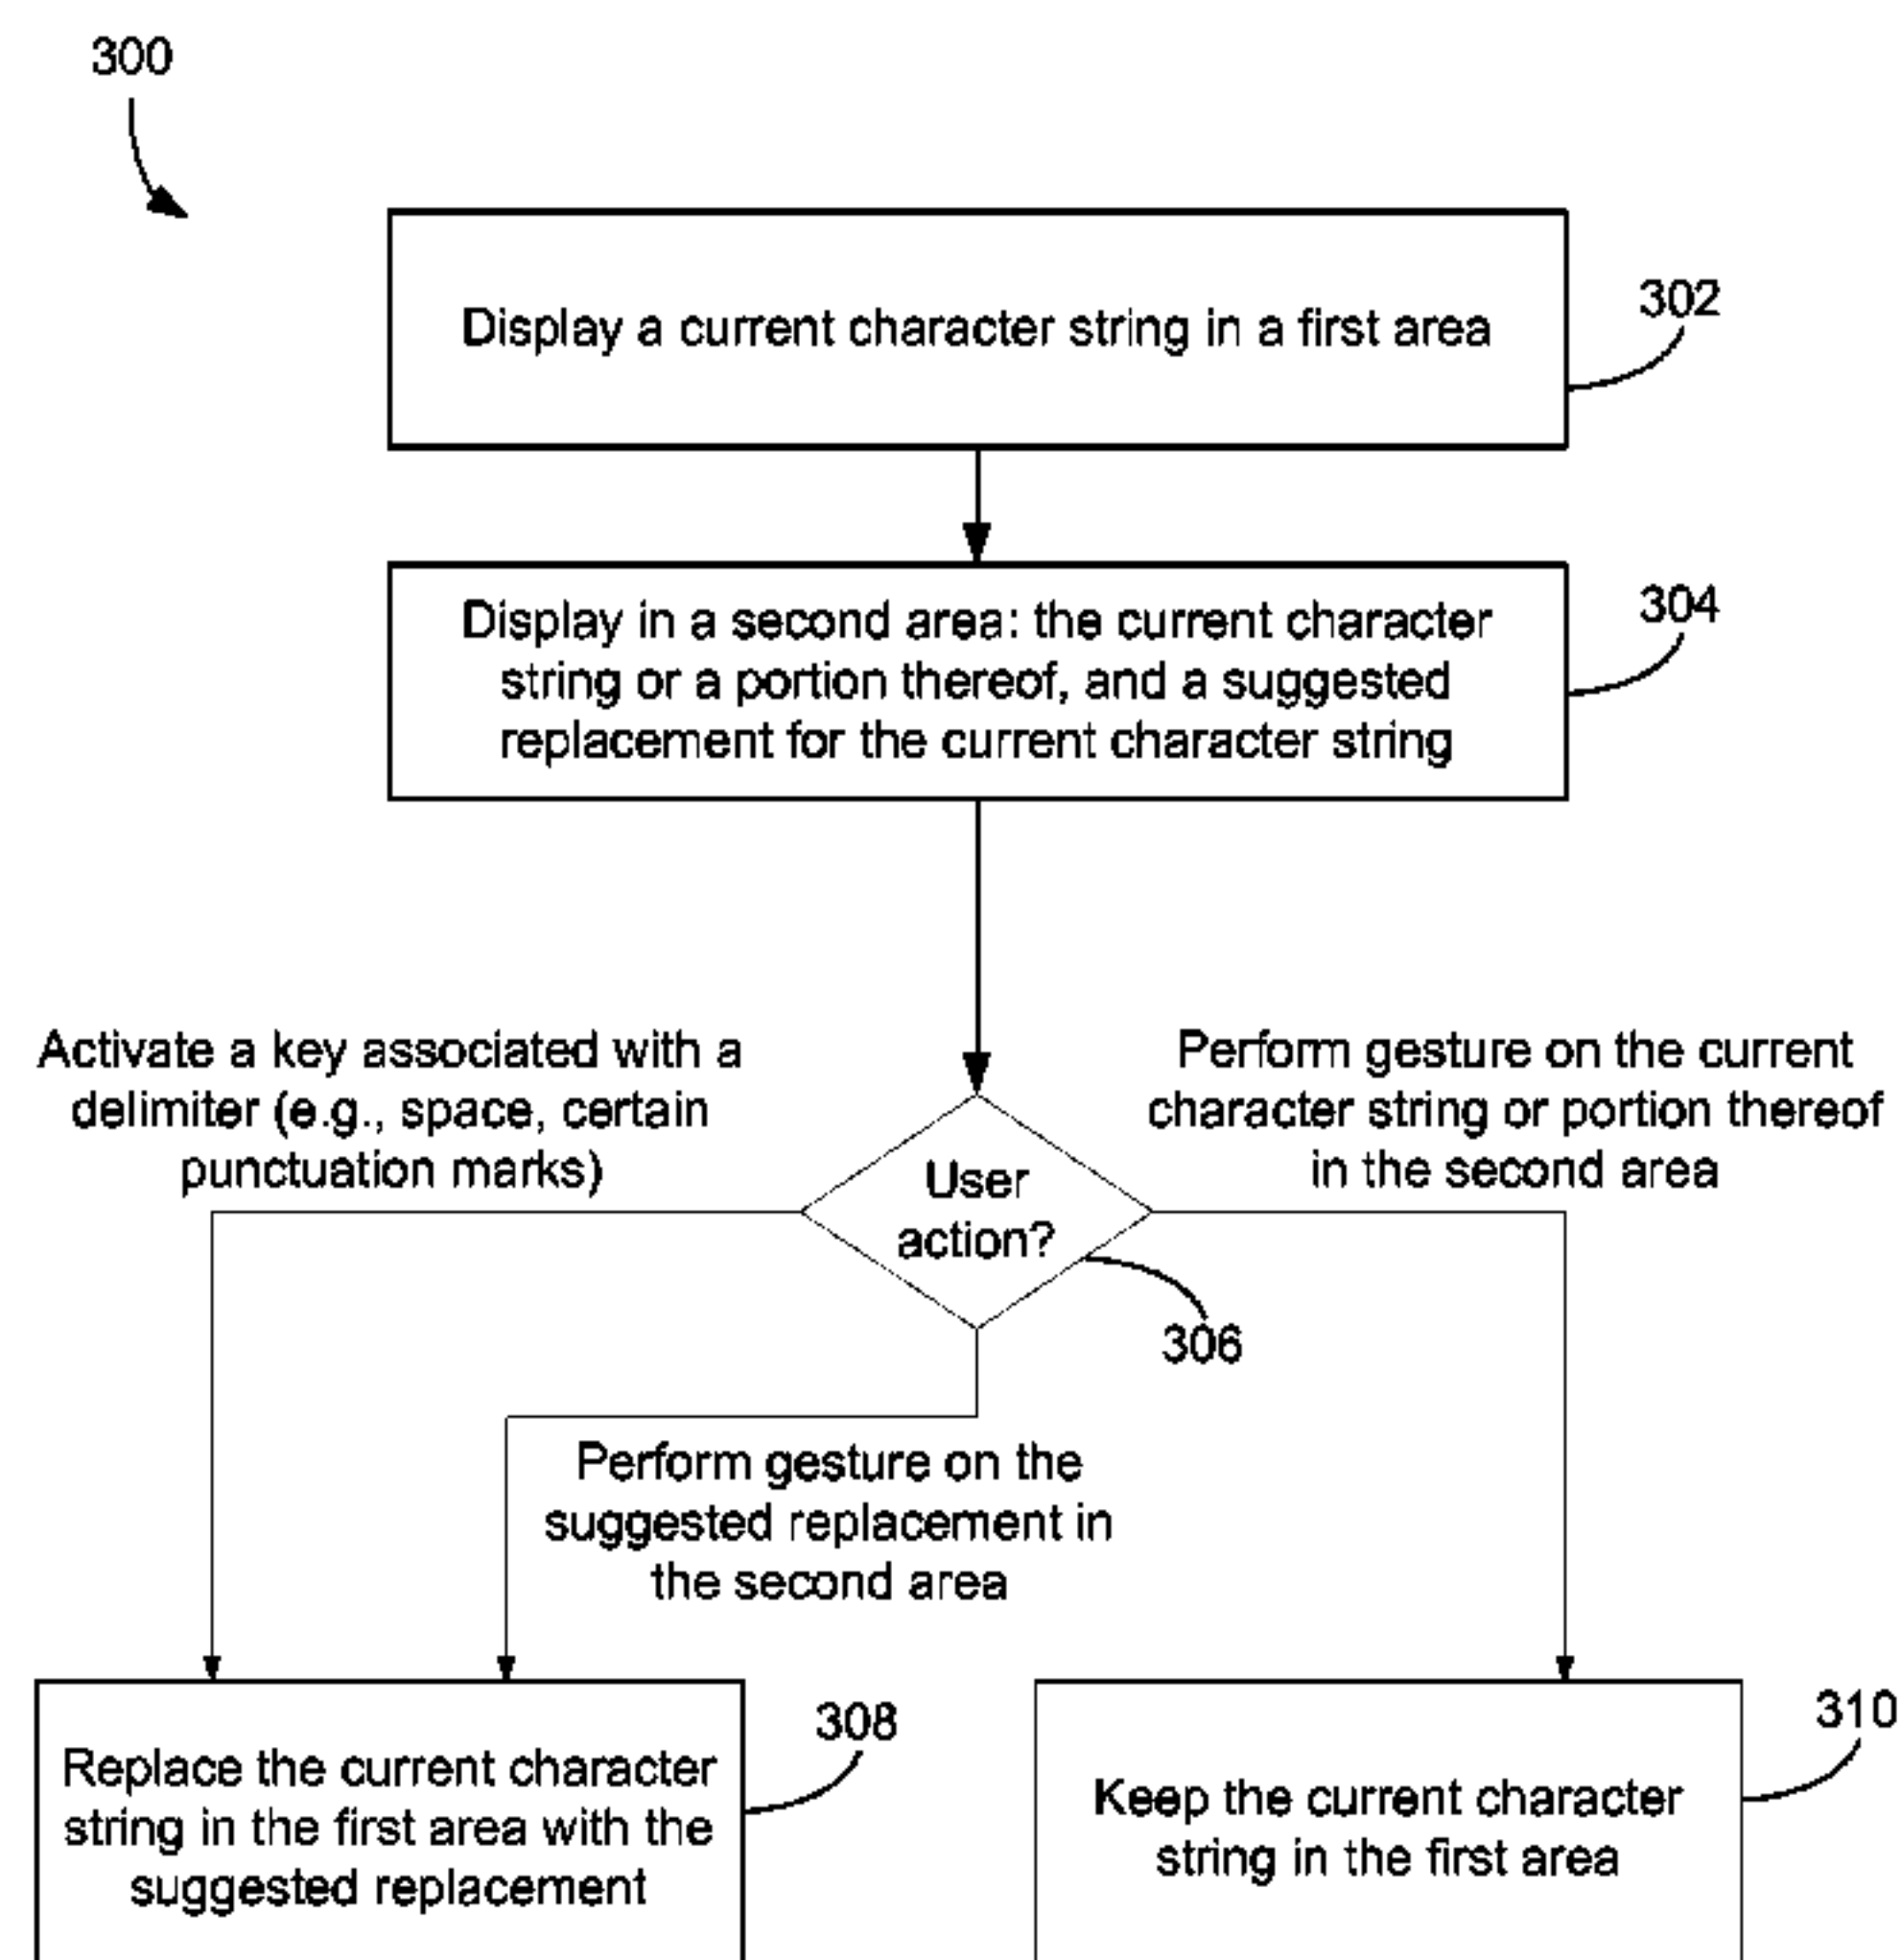 300
Display a current character string in a first area
302
Display in a second area: the current character
string or a portion thereof, and a suggested
replacement for the current character string
304
Activate a key associated with a
delimiter (e.g., space, certain
punctuation marks)
Perform gesture on the current
character string or portion thereof
in the second area
User
action?
306
Perform gesture on the
suggested replacement in
the second area
308
Replace the current character
string in the first area with the
suggested replacement
310
Keep the current character
string in the first area